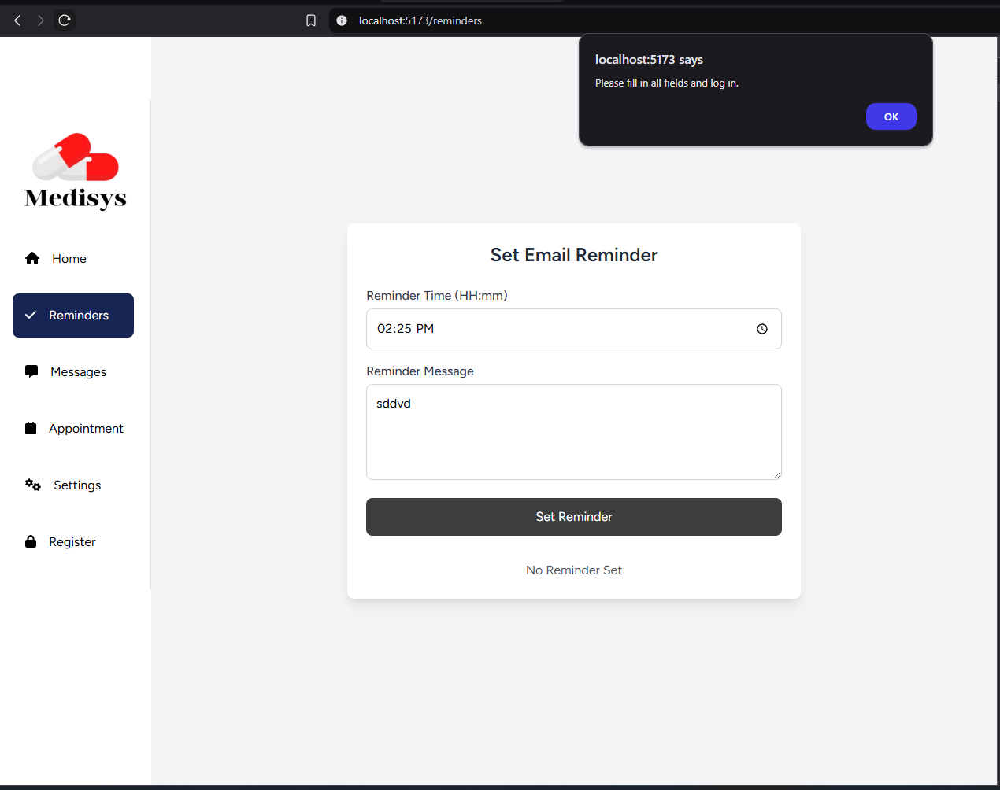 localhost:5173/reminders
localhost:5173 says
Please fill in all fields and log in.
OK
Medisys
Home
Reminders
Messages
Appointment
Settings
Register
Set Email Reminder
Reminder Time (HH:mm)
02:25 PM
Reminder Message
sddvd
Set Reminder
No Reminder Set